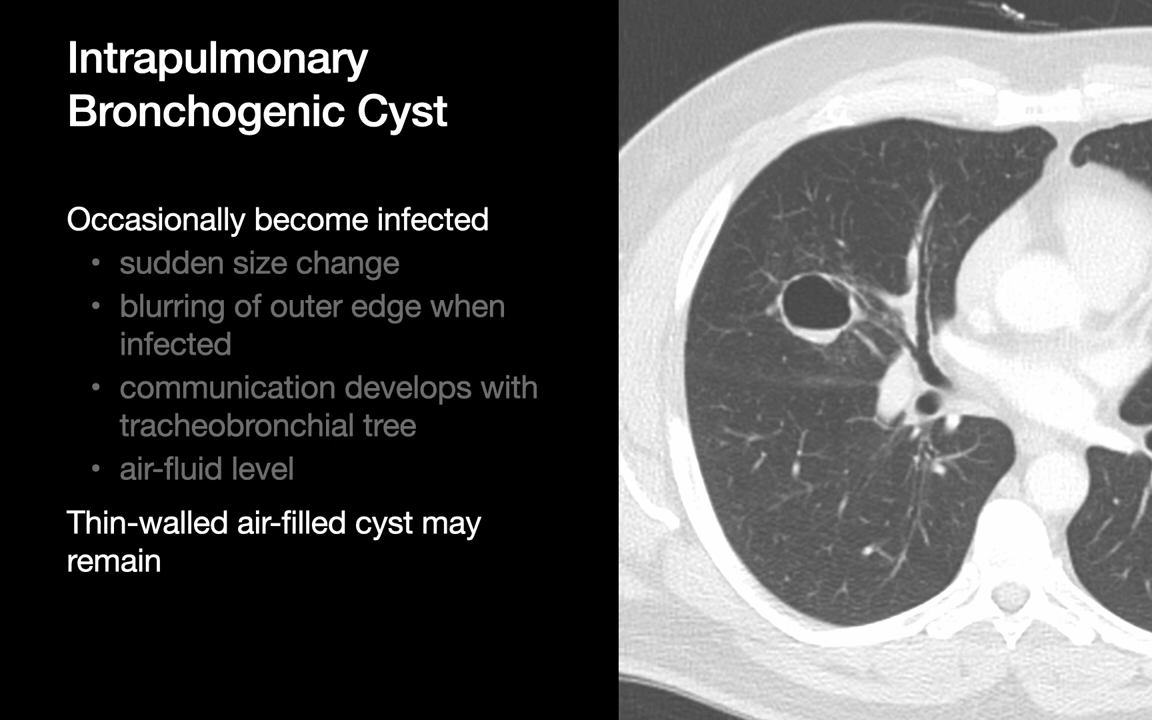 Intrapulmonary
Bronchogenic Cyst
Occasionally become infected
• sudden size change
• blurring of outer edge when
infected
• communication develops with
tracheobronchial tree
• air-fluid level
Thin-walled air-filled cyst may
remain